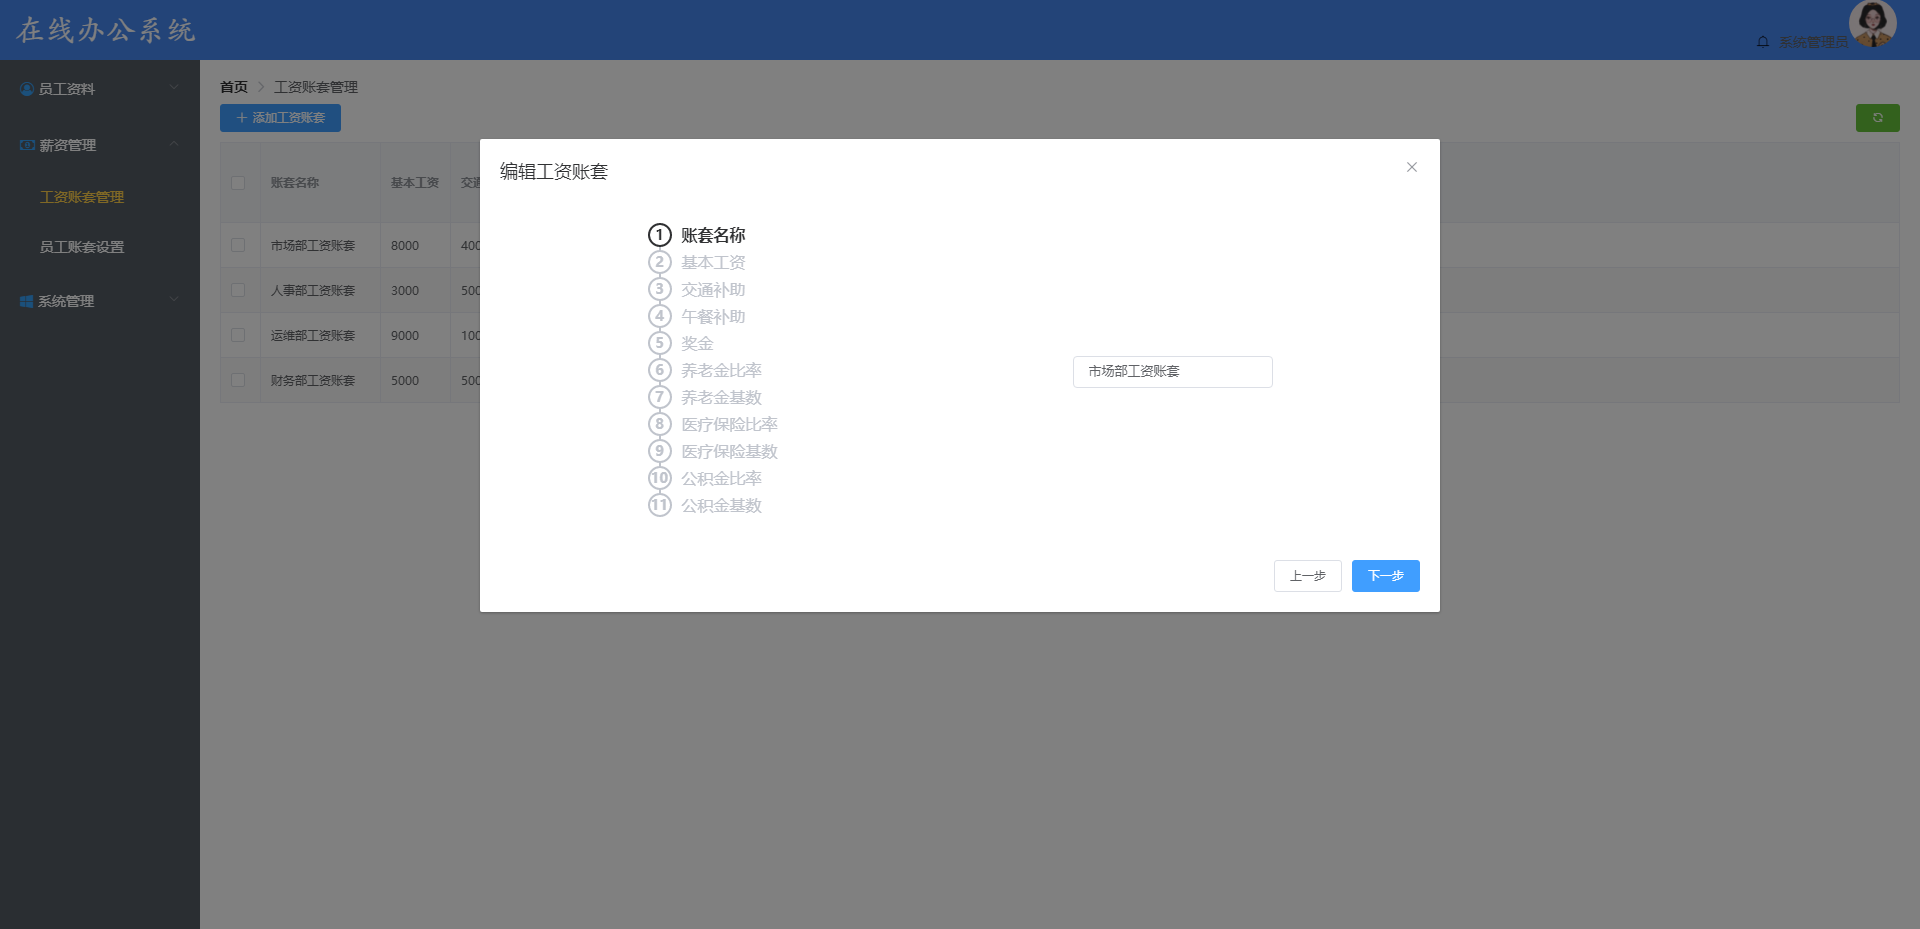 在线办公系统
系统管理员
员工资料
薪资管理
工资账套管理
员工账套设置
系统管理
首页 > 工资账套管理
+ 添加工资账套
账套名称 基本工资
市场部工资账套 8000 400
人事部工资账套 3000 500
运维部工资账套 9000 100
财务部工资账套 5000 500
编辑工资账套
1 账套名称
2 基本工资
3 交通补助
4 午餐补助
5 奖金
6 养老金比率
7 养老金基数
8 医疗保险比率
9 医疗保险基数
10 公积金比率
11 公积金基数
市场部工资账套
上一步 下一步